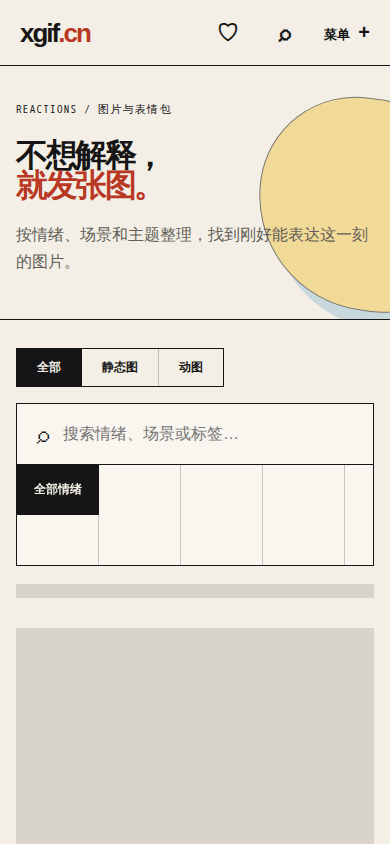 xgif.cn
菜单 +
REACTIONS / 图片与表情包
不想解释，
就发张图。
按情绪、场景和主题整理，找到刚好能表达这一刻
的图片。
全部 静态图 动图
搜索情绪、场景或标签…
全部情绪